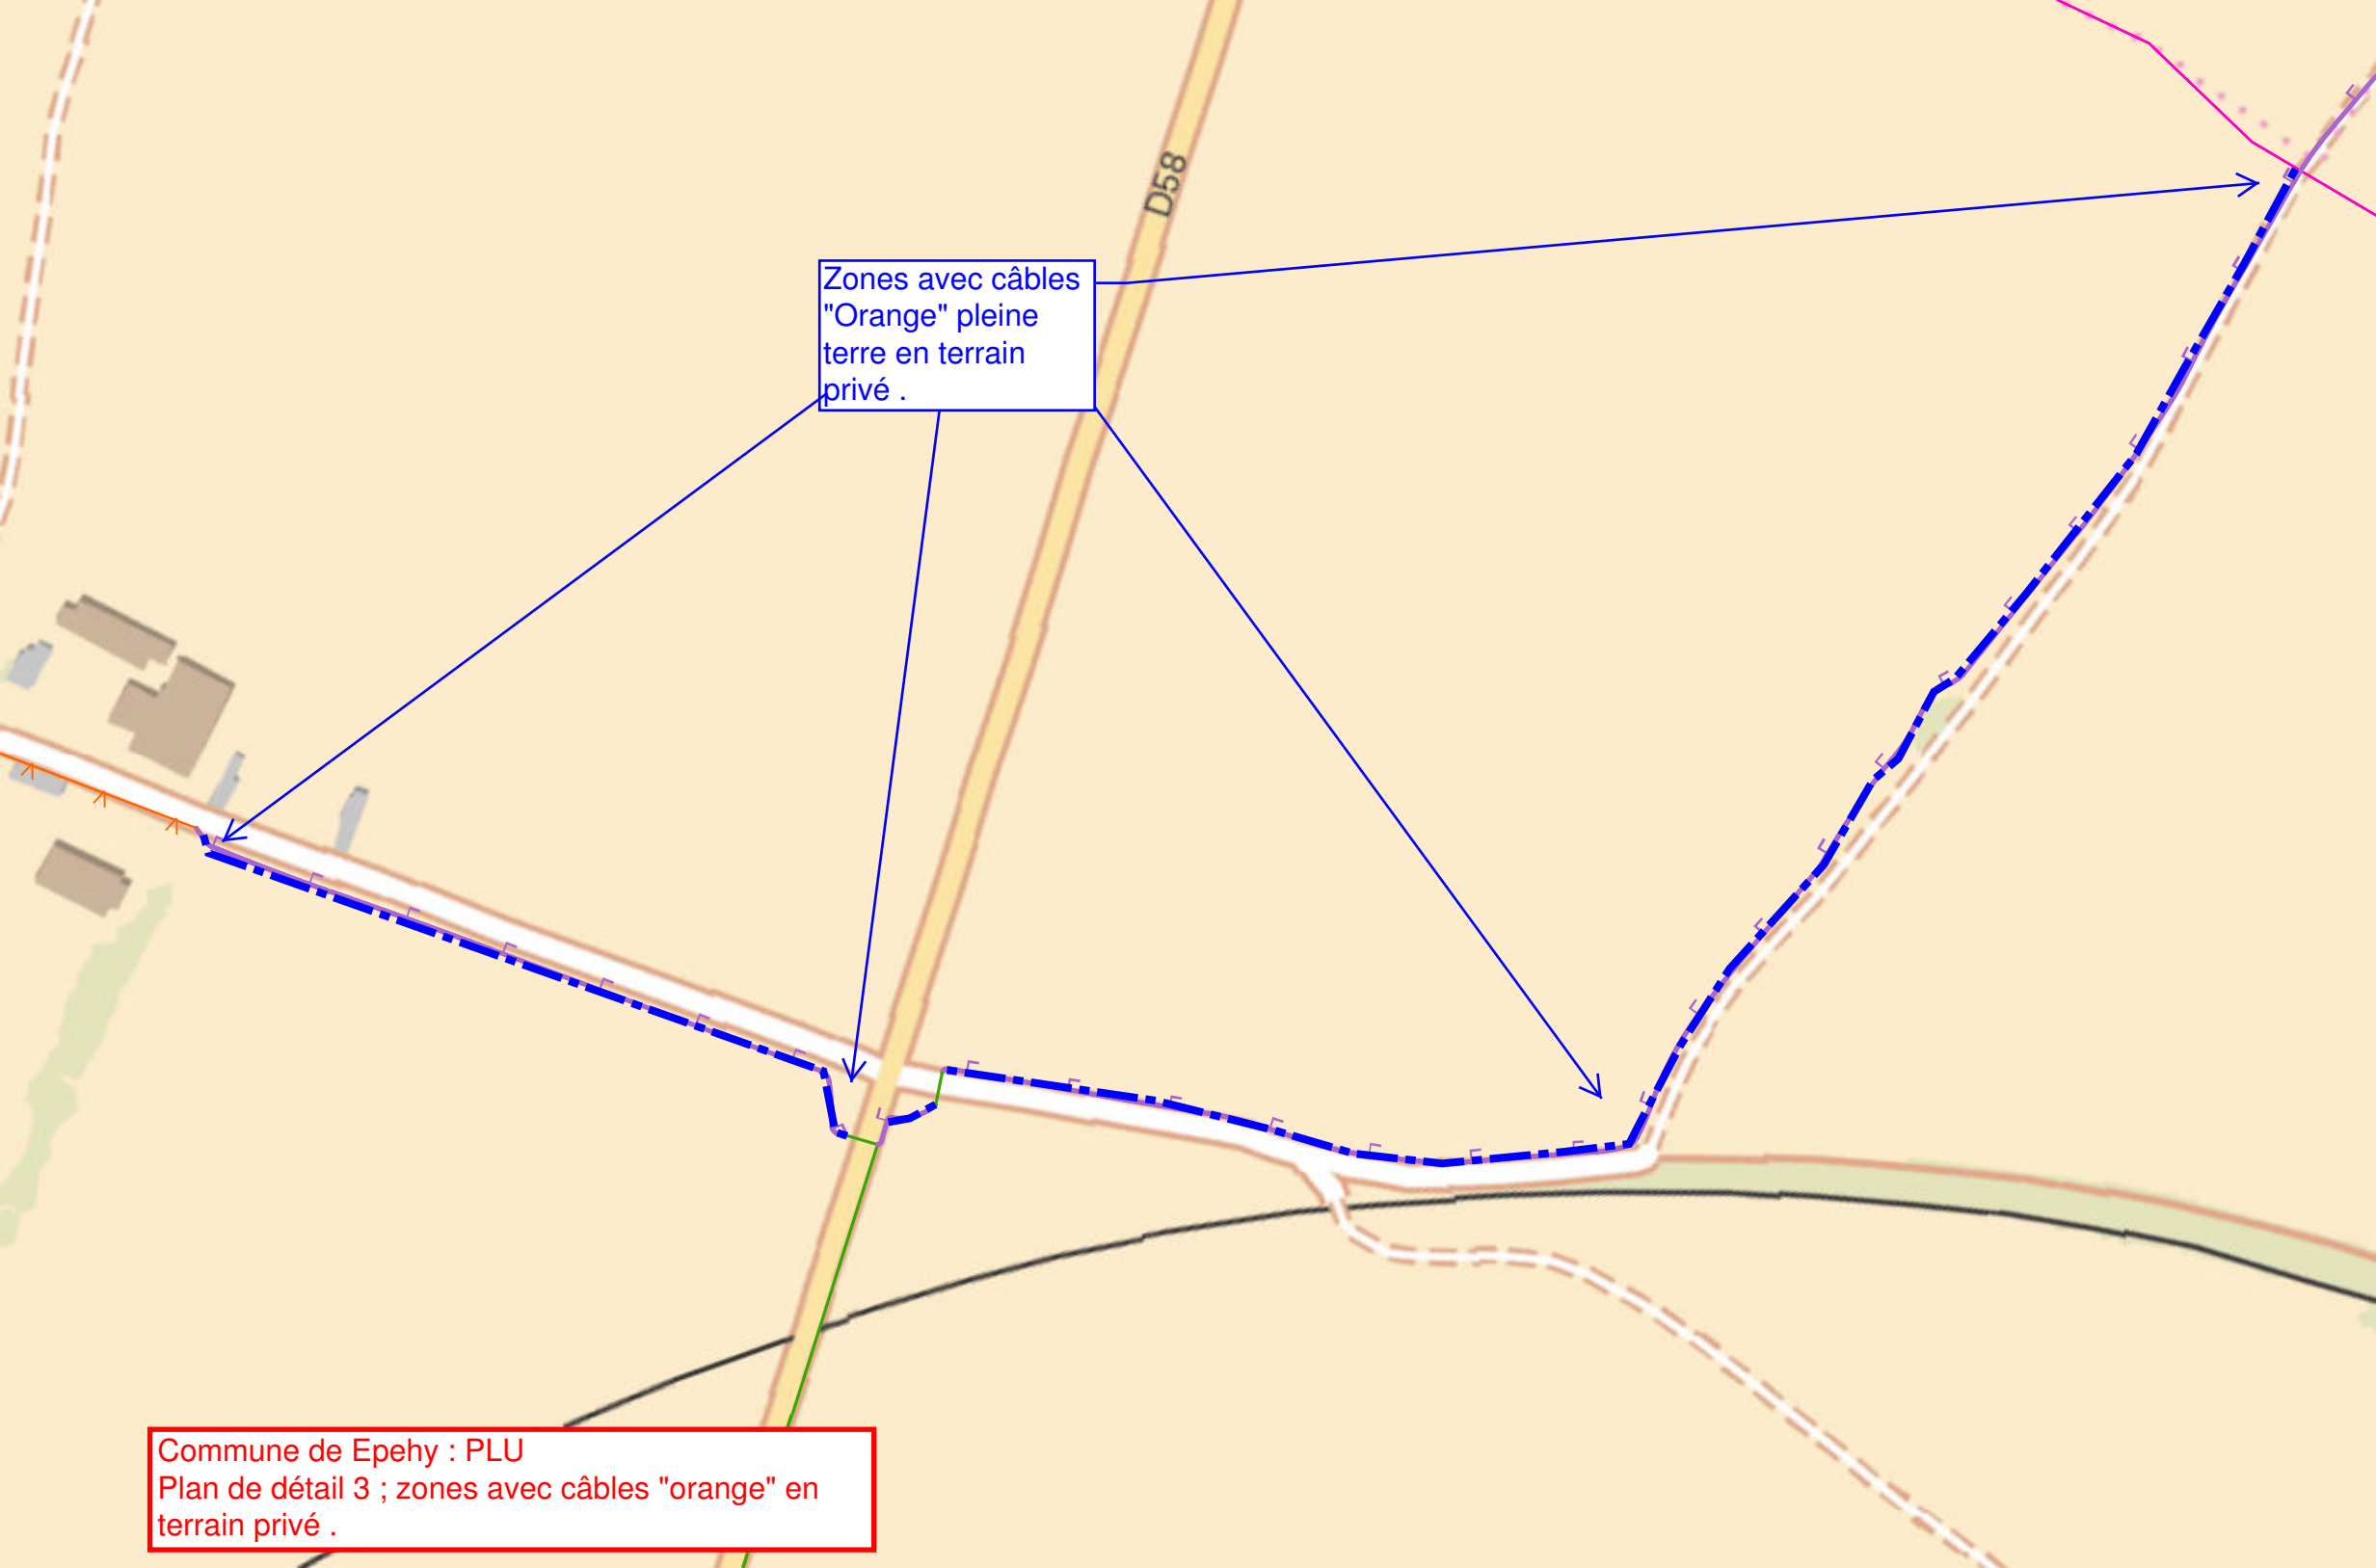 D58
Zones avec câbles
"Orange" pleine
terre en terrain
privé .
Commune de Epehy : PLU
Plan de détail 3 ; zones avec câbles "orange" en
terrain privé .